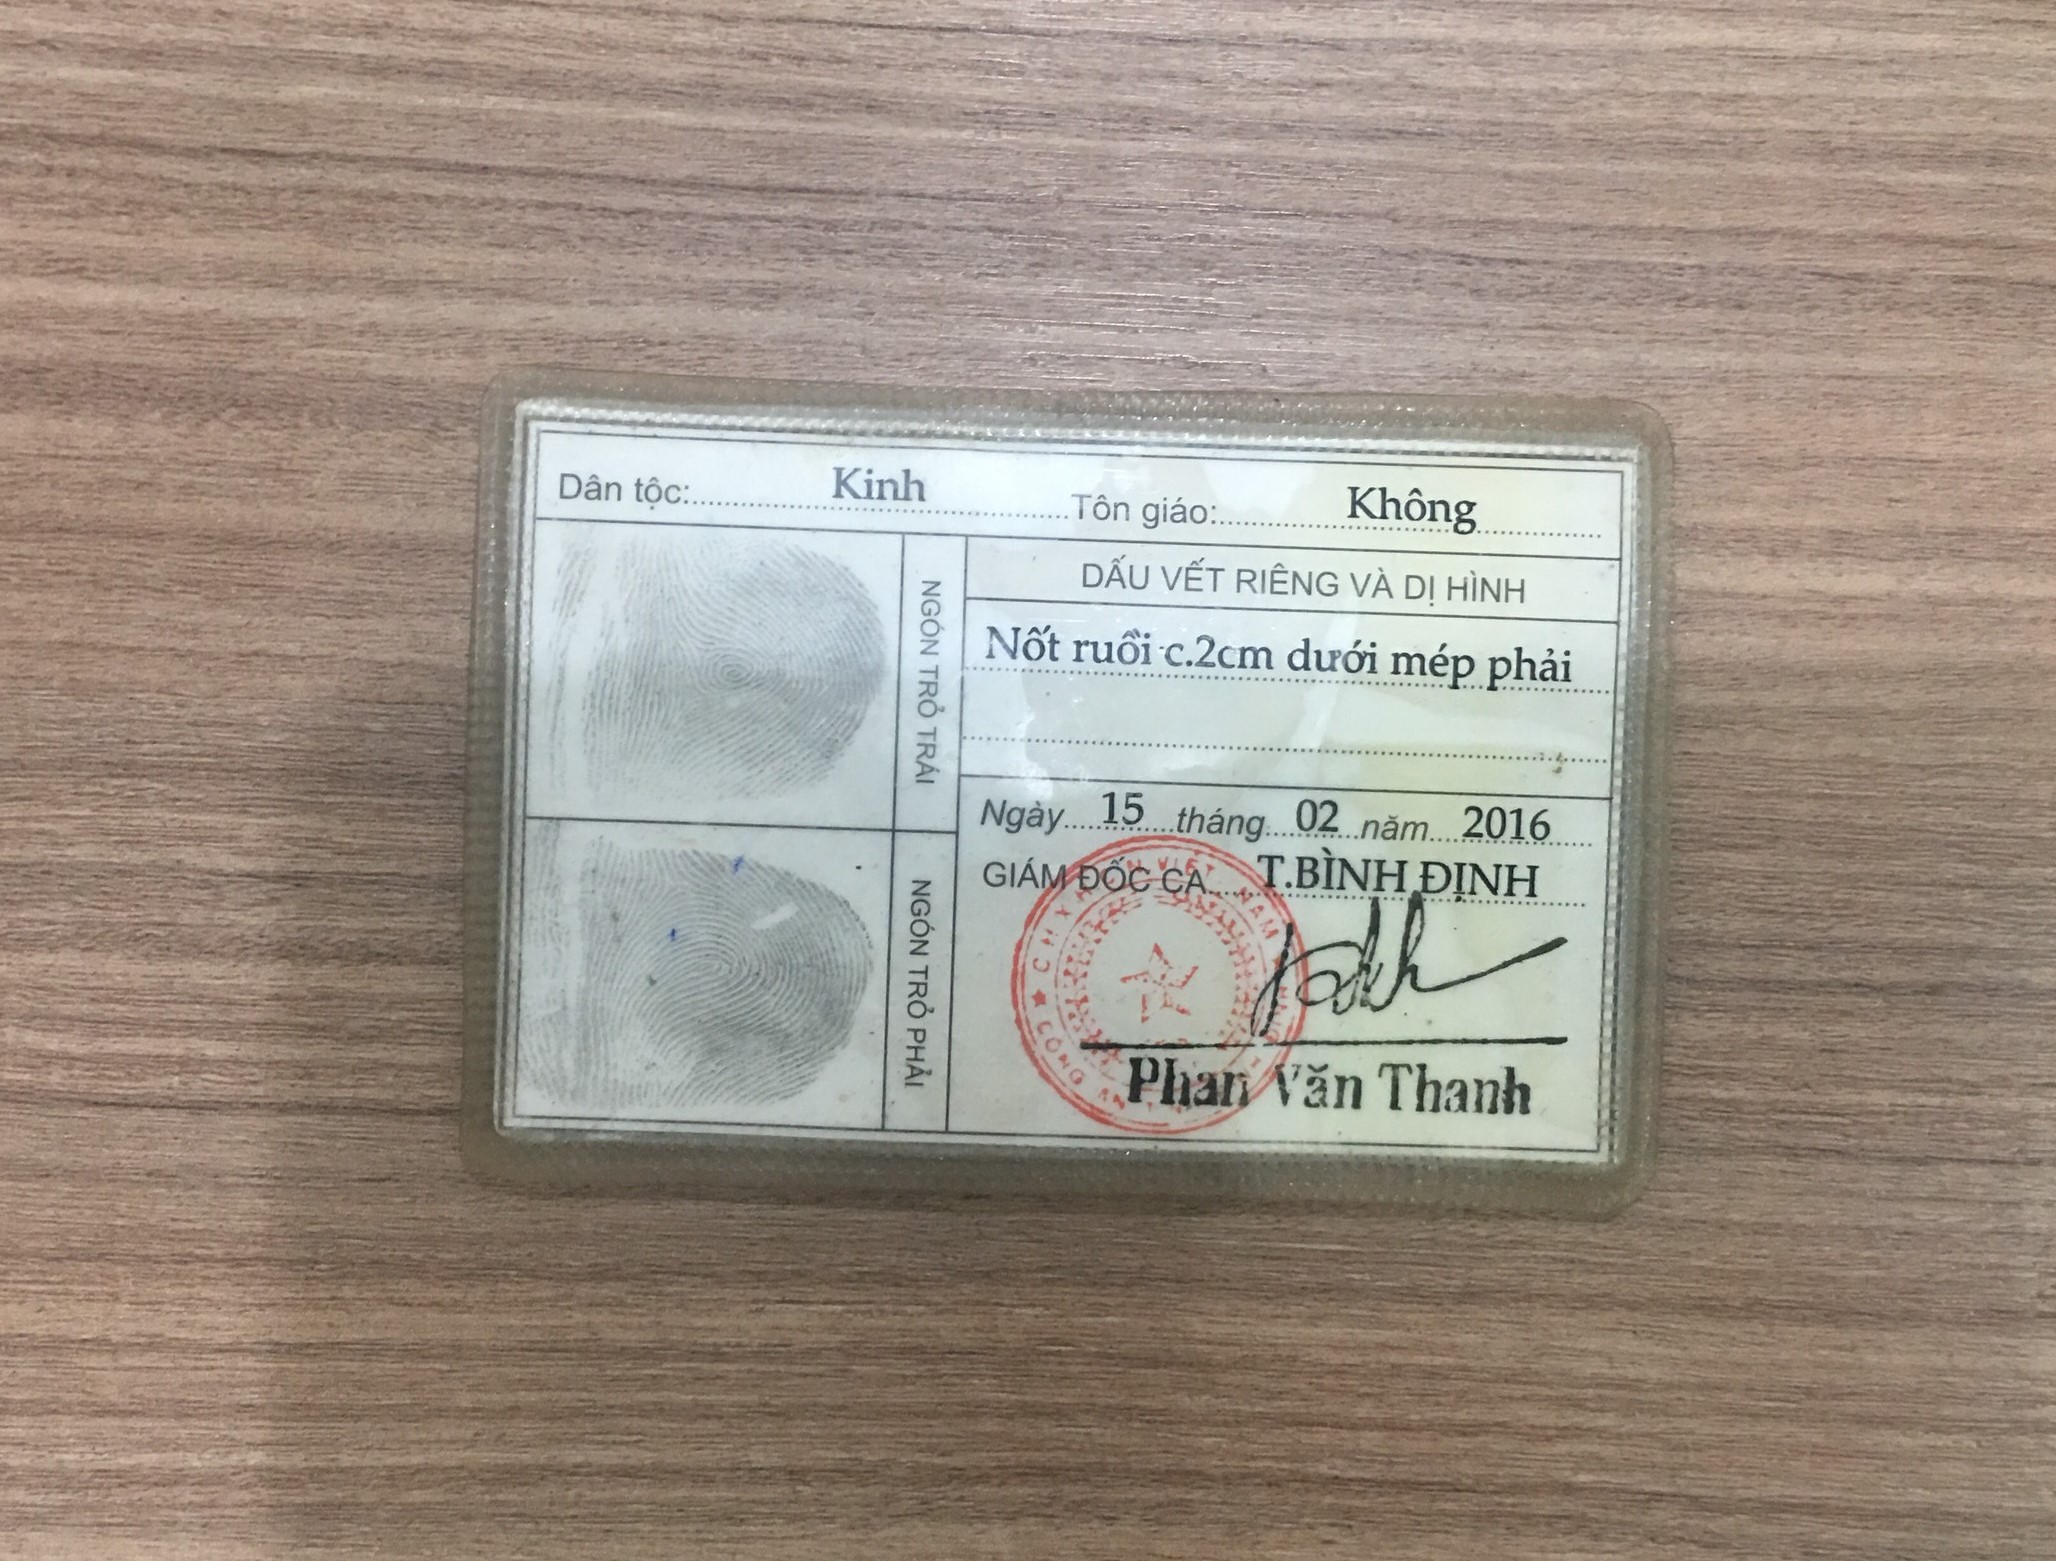 Dân tộc: Kinh Tôn giáo: Không
NGÓN TRỎ TRÁI
DẤU VẾT RIÊNG VÀ DỊ HÌNH
Nốt ruồi c.2cm dưới mép phải
NGÓN TRỎ PHẢI
Ngày 15 tháng 02 năm 2016
GIÁM ĐỐC CA T.BÌNH ĐỊNH
Phan Văn Thanh